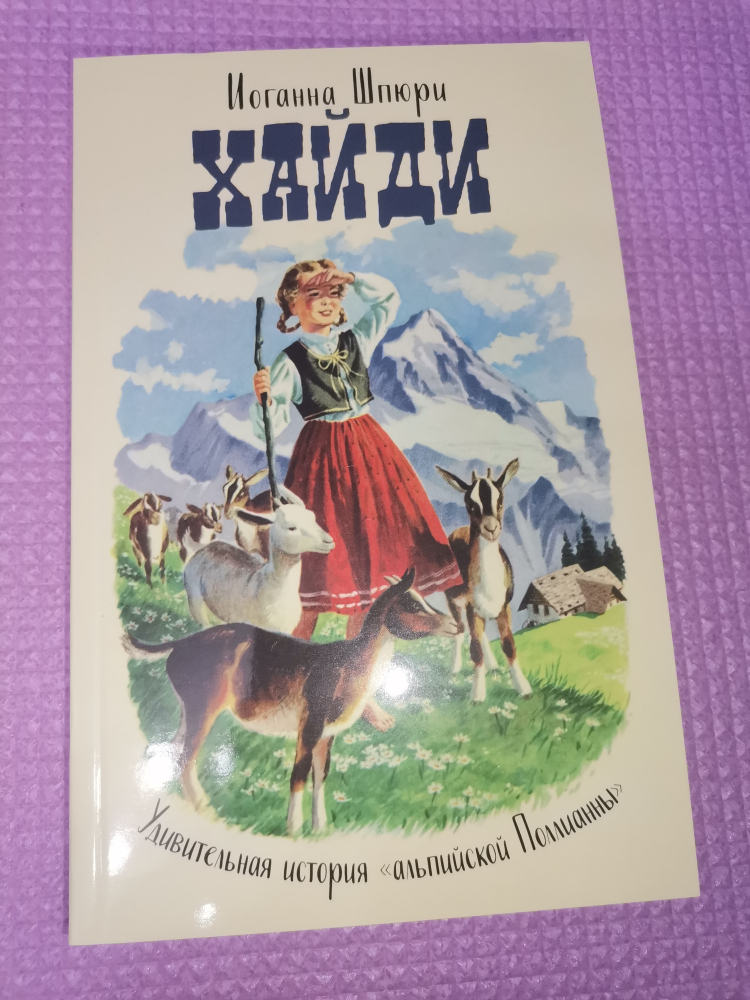 Иоганна Шпюри
ХАЙДИ
Удивительная история «альпийской Поллианны»